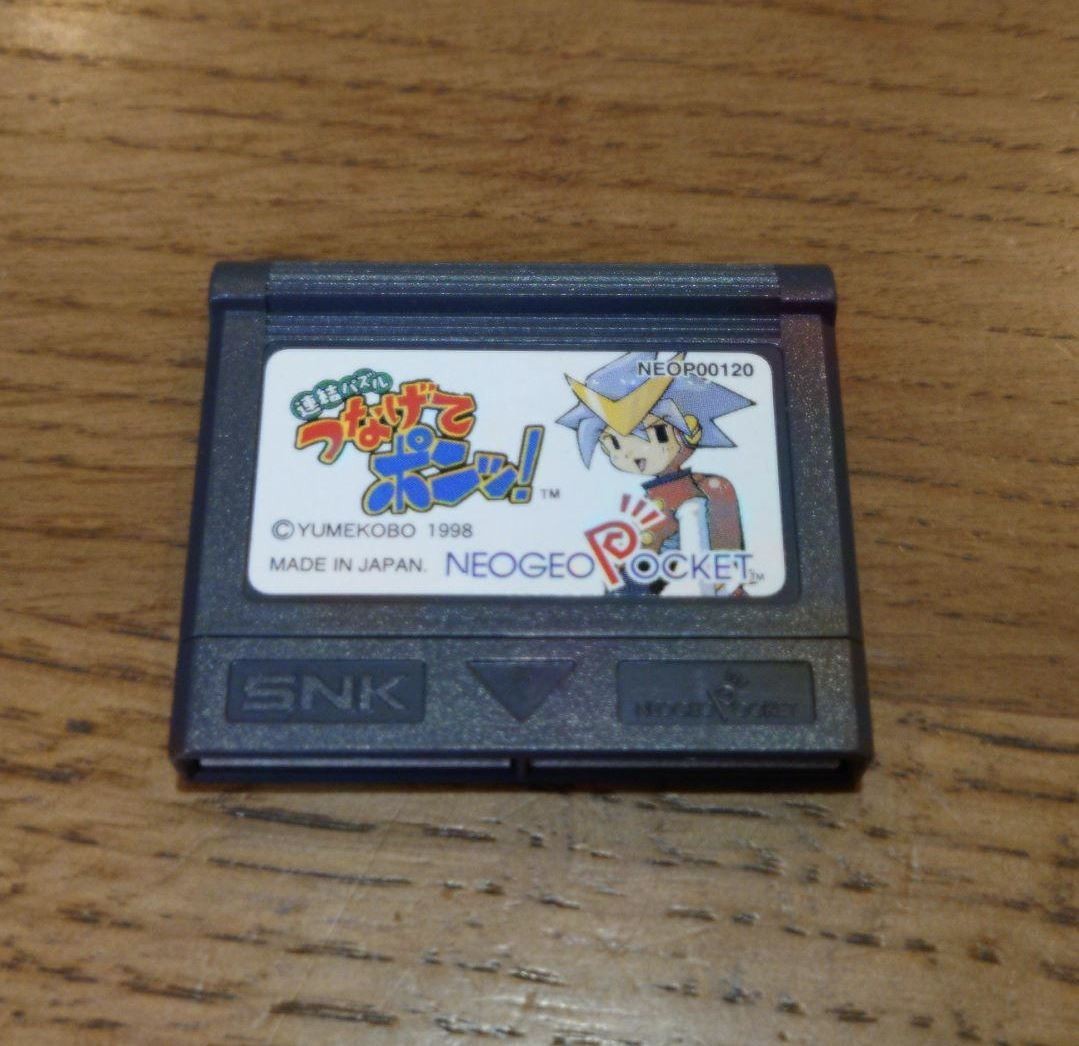 NEOP00120
連結パズル
つなげて
ポンッ!™
©YUMEKOBO 1998
MADE IN JAPAN.
NEOGEO POCKET™
SNK
NEOGEO POCKET